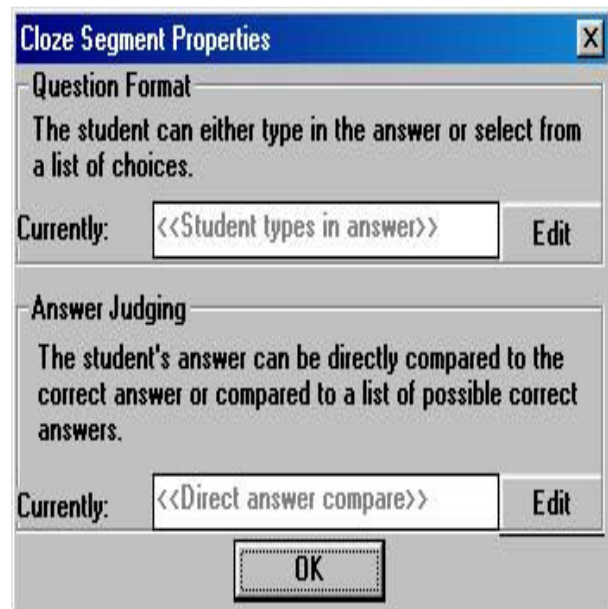 Cloze Segment Properties X
Question Format
The student can either type in the answer or select from
a list of choices.
Currently: <<Student types in answer>> Edit
Answer Judging
The student's answer can be directly compared to the
correct answer or compared to a list of possible correct
answers.
Currently: <<Direct answer compare>> Edit
OK